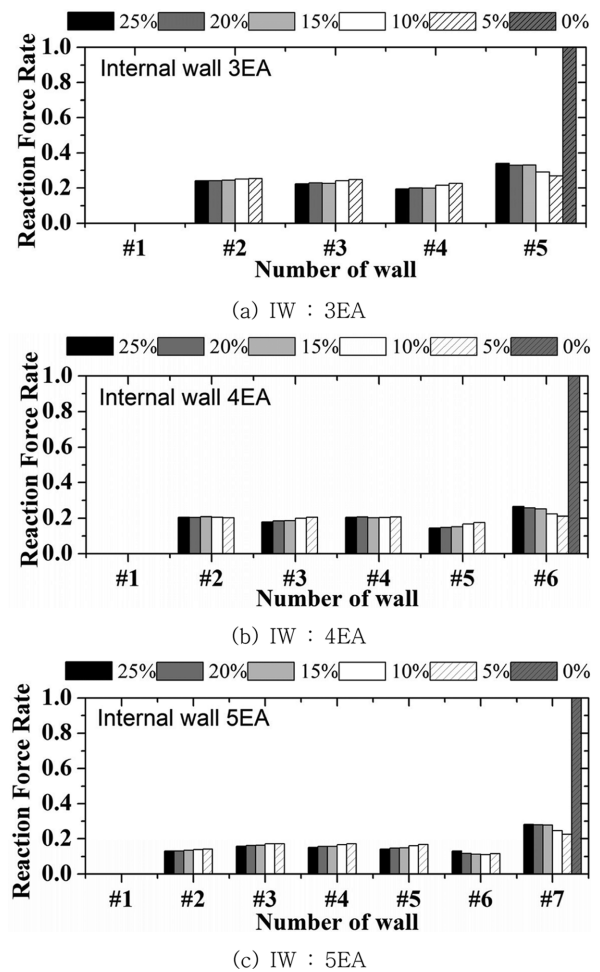 25% 20% 15% 10% 5% 0%
Internal wall 3EA
Reaction Force Rate
1.0
0.8
0.6
0.4
0.2
0.0
#1 #2 #3 #4 #5
Number of wall
(a) IW : 3EA
25% 20% 15% 10% 5% 0%
Internal wall 4EA
Reaction Force Rate
1.0
0.8
0.6
0.4
0.2
0.0
#1 #2 #3 #4 #5 #6
Number of wall
(b) IW : 4EA
25% 20% 15% 10% 5% 0%
Internal wall 5EA
Reaction Force Rate
1.0
0.8
0.6
0.4
0.2
0.0
#1 #2 #3 #4 #5 #6 #7
Number of wall
(c) IW : 5EA